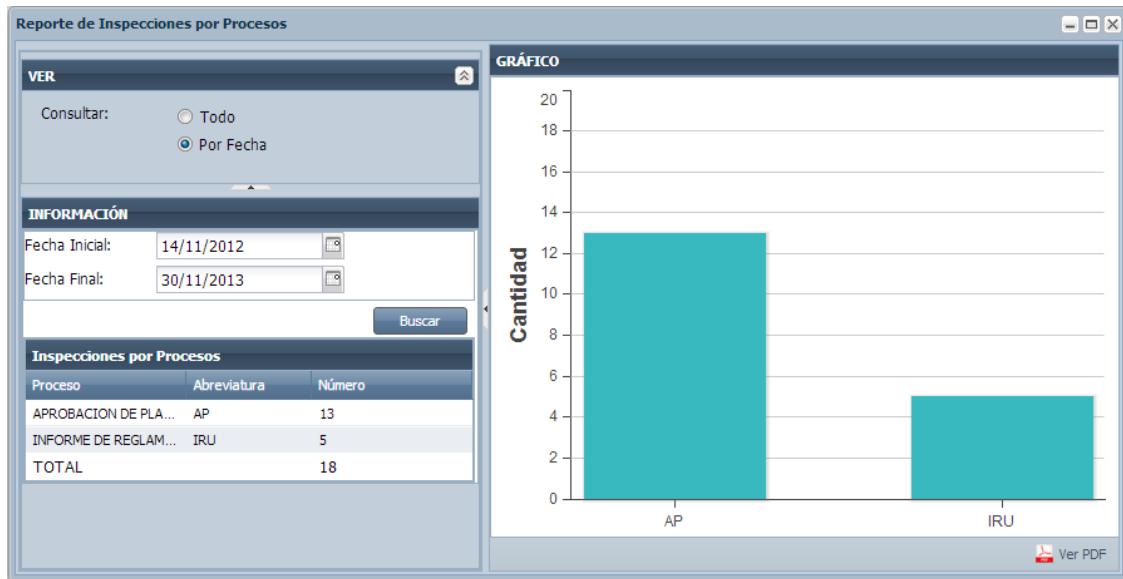 Reporte de Inspecciones por Procesos
VER
Consultar:
Todo
Por Fecha
INFORMACIÓN
Fecha Inicial: 14/11/2012
Fecha Final: 30/11/2013
Buscar
Inspecciones por Procesos
Proceso Abreviatura Número
APROBACION DE PLA... AP 13
INFORME DE REGLAM... IRU 5
TOTAL 18
GRÁFICO
Cantidad
20
18
16
14
12
10
8
6
4
2
0
AP IRU
Ver PDF